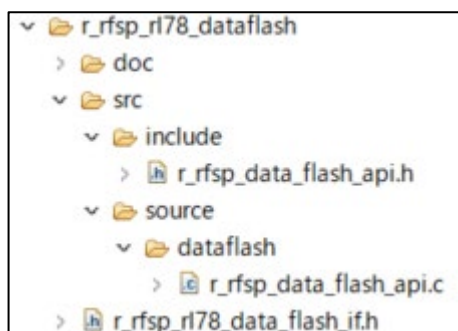 r_rfsp_rl78_dataflash
doc
src
include
r_rfsp_data_flash_api.h
source
dataflash
r_rfsp_data_flash_api.c
r_rfsp_rl78_data_flash_if.h